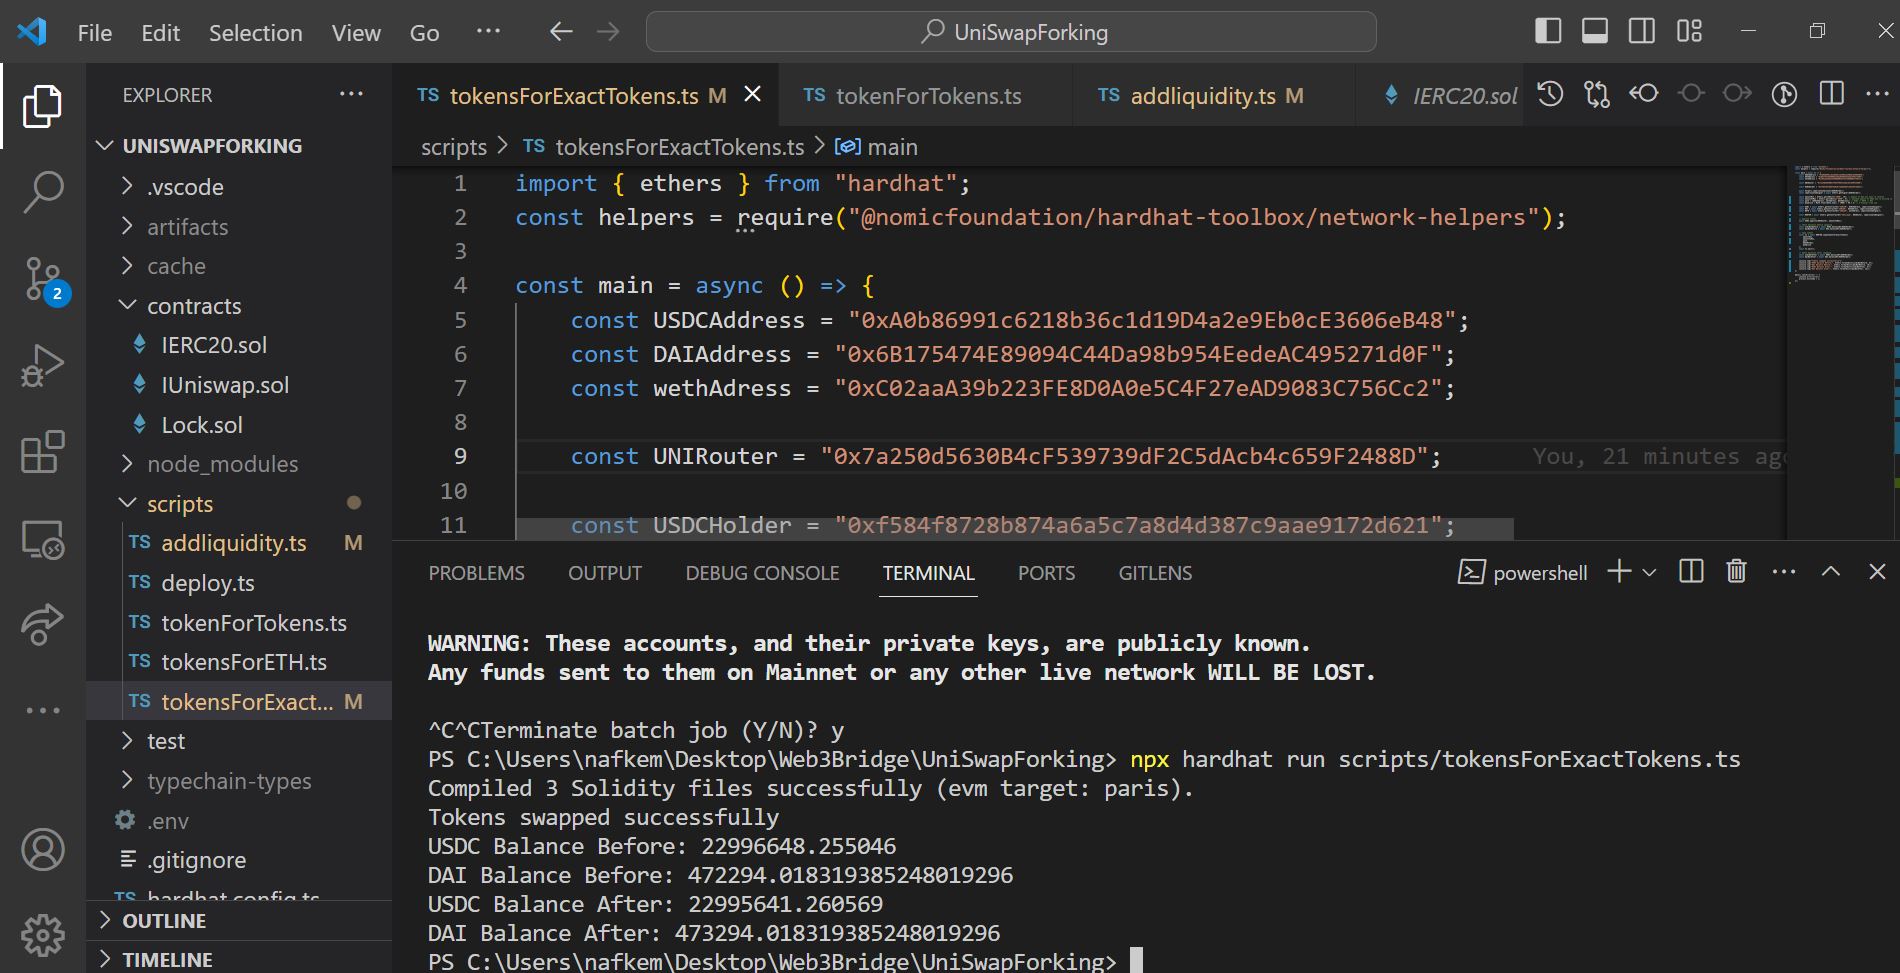 File Edit Selection View Go ... UniSwapForking
EXPLORER ...
UNISWAPFORKING
.vscode
artifacts
cache
contracts
IERC20.sol
IUniswap.sol
Lock.sol
node_modules
scripts
TS addliquidity.ts M
TS deploy.ts
TS tokenForTokens.ts
TS tokensForETH.ts
TS tokensForExact... M
test
typechain-types
.env
.gitignore
TS hardhat.config.ts
OUTLINE
TIMELINE
2
TS tokensForExactTokens.ts M TS tokenForTokens.ts TS addliquidity.ts M IERC20.sol
scripts > TS tokensForExactTokens.ts > main
1 import { ethers } from "hardhat";
2 const helpers = require("@nomicfoundation/hardhat-toolbox/network-helpers");
3
4 const main = async () => {
5 const USDCAddress = "0xA0b86991c6218b36c1d19D4a2e9Eb0cE3606eB48";
6 const DAIAddress = "0x6B175474E89094C44Da98b954EedeAC495271d0F";
7 const wethAdress = "0xC02aaA39b223FE8D0A0e5C4F27eAD9083C756Cc2";
8
9 const UNIRouter = "0x7a250d5630B4cF539739dF2C5dAcb4c659F2488D"; You, 21 minutes ago
10
11 const USDCHolder = "0xf584f8728b874a6a5c7a8d4d387c9aae9172d621";
PROBLEMS OUTPUT DEBUG CONSOLE TERMINAL PORTS GITLENS powershell
WARNING: These accounts, and their private keys, are publicly known.
Any funds sent to them on Mainnet or any other live network WILL BE LOST.
^C^CTerminate batch job (Y/N)? y
PS C:\Users\nafkem\Desktop\Web3Bridge\UniSwapForking> npx hardhat run scripts/tokensForExactTokens.ts
Compiled 3 Solidity files successfully (evm target: paris).
Tokens swapped successfully
USDC Balance Before: 22996648.255046
DAI Balance Before: 472294.018319385248019296
USDC Balance After: 22995641.260569
DAI Balance After: 473294.018319385248019296
PS C:\Users\nafkem\Desktop\Web3Bridge\UniSwapForking>